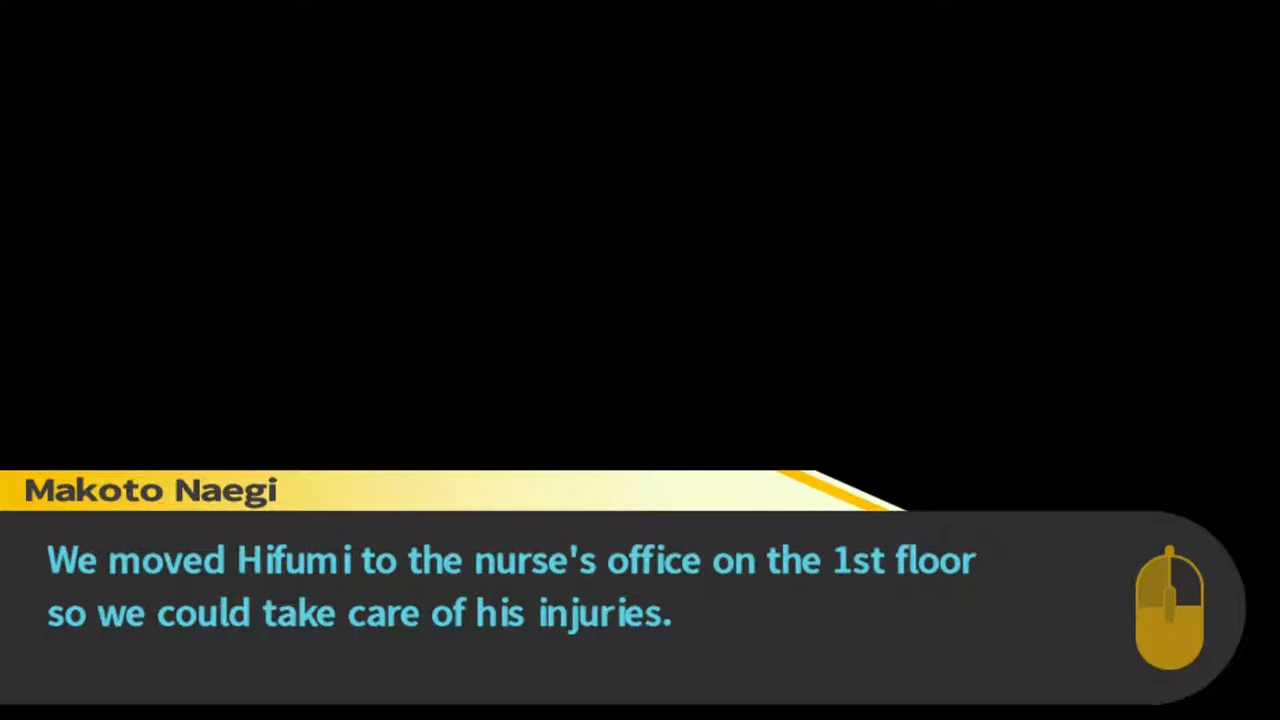 Makoto Naegi
We moved Hifumi to the nurse's office on the 1st floor
so we could take care of his injuries.